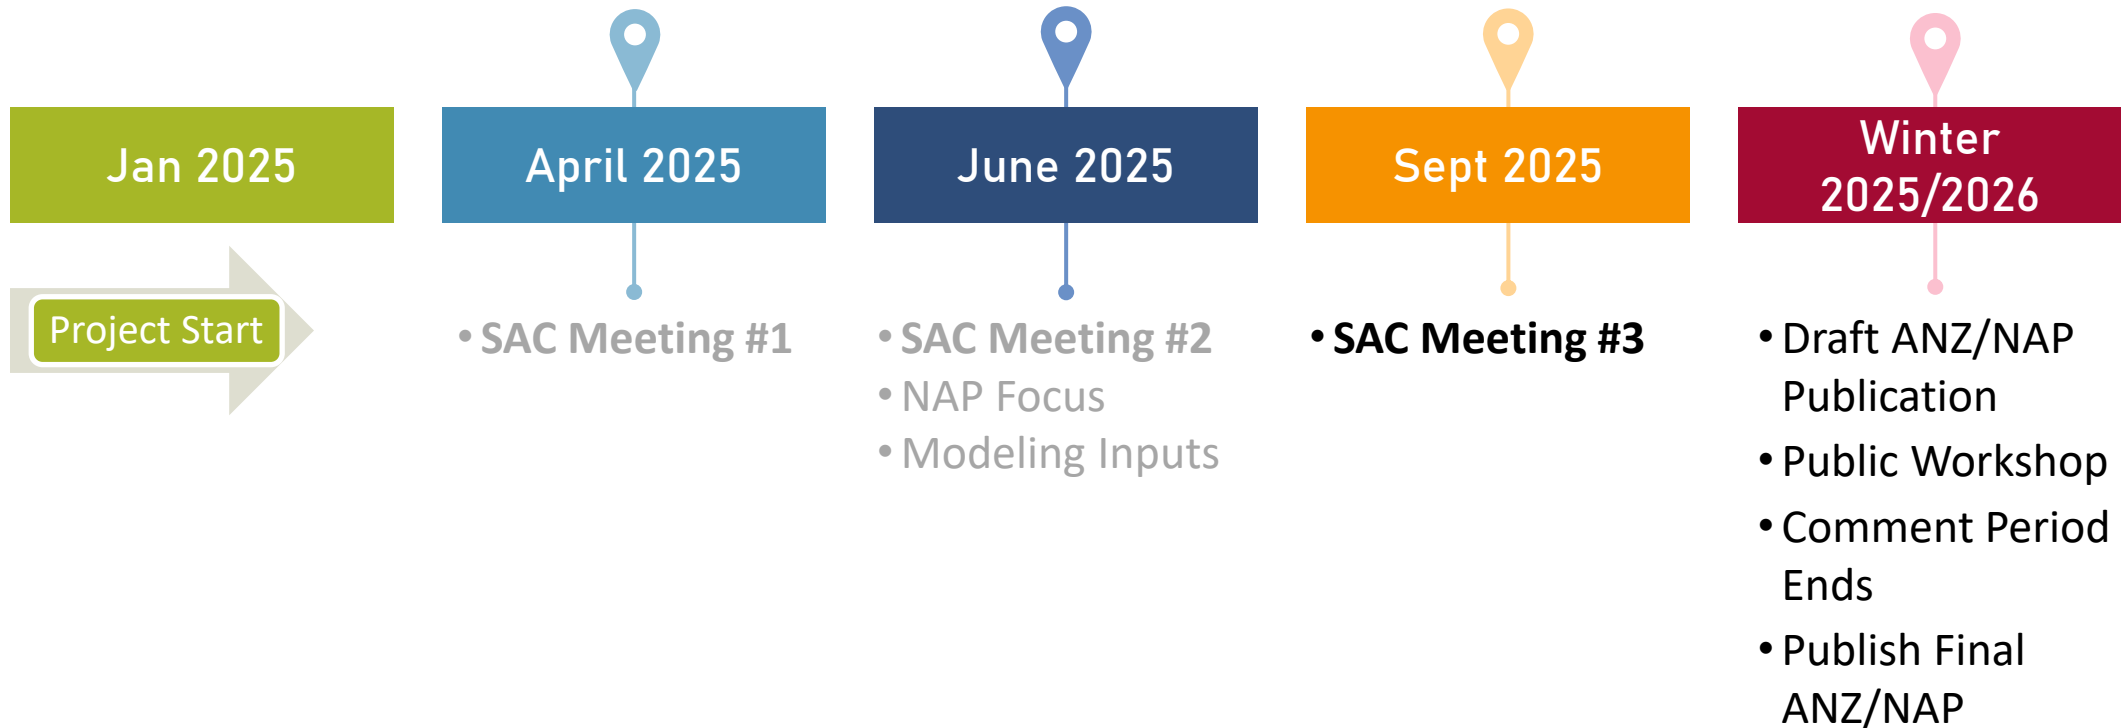 Jan 2025
Project Start
April 2025
• SAC Meeting #1
June 2025
• SAC Meeting #2
• NAP Focus
• Modeling Inputs
Sept 2025
• SAC Meeting #3
Winter
2025/2026
• Draft ANZ/NAP
Publication
• Public Workshop
• Comment Period
Ends
• Publish Final
ANZ/NAP